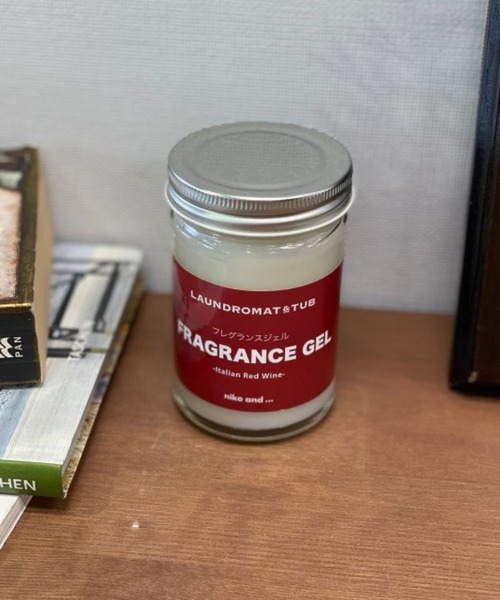 LAUNDROMAT & TUB
フレグランスジェル
FRAGRANCE GEL
-Italian Red Wine-
niko and ...
PAN
HEN